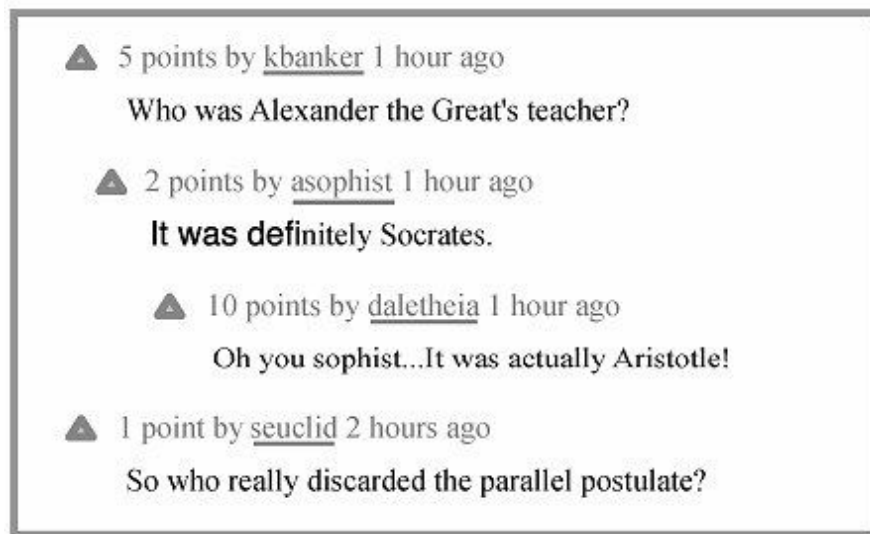 5 points by kbanker 1 hour ago
Who was Alexander the Great's teacher?
2 points by asophist 1 hour ago
It was definitely Socrates.
10 points by daletheia 1 hour ago
Oh you sophist...It was actually Aristotle!
1 point by seuclid 2 hours ago
So who really discarded the parallel postulate?